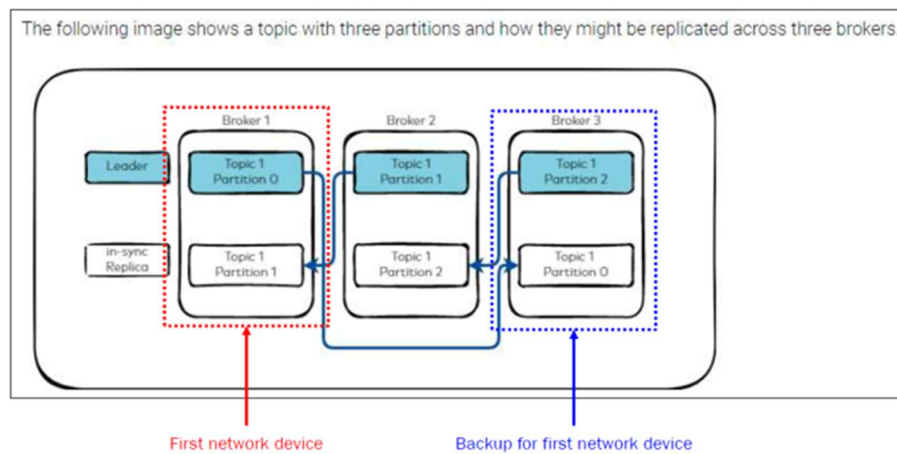 The following image shows a topic with three partitions and how they might be replicated across three brokers
Broker 1
Broker 2
Broker 3
Leader
Topic 1
Partition 0
Topic 1
Partition 1
Topic 1
Partition 2
in-sync
Replica
Topic 1
Partition 1
Topic 1
Partition 2
Topic 1
Partition 0
First network device
Backup for first network device